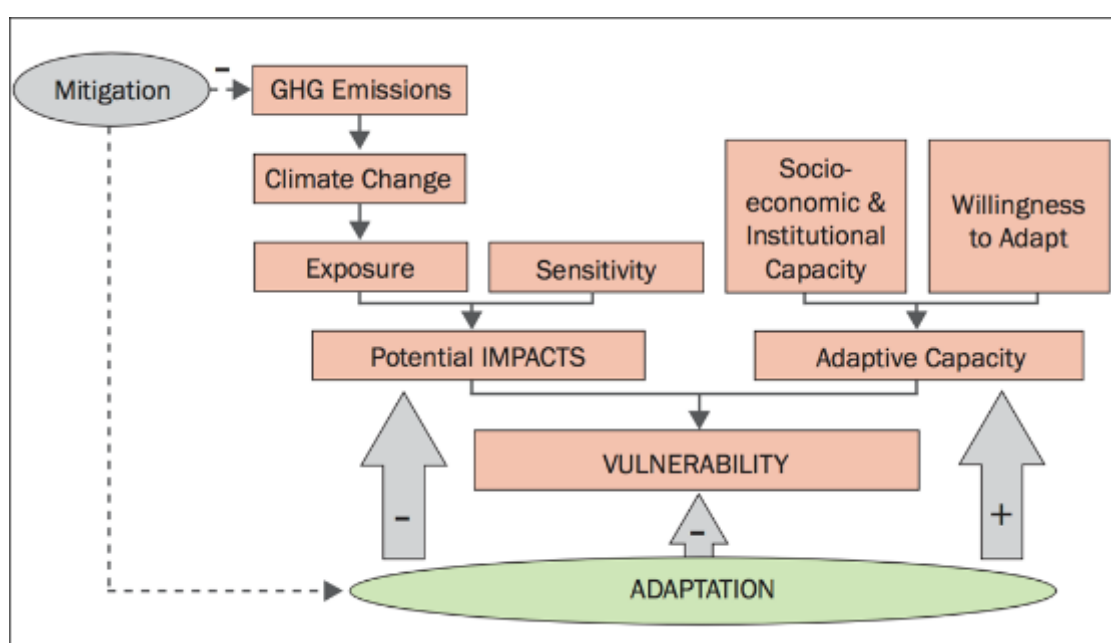 Mitigation
-
GHG Emissions
Climate Change
Exposure
Sensitivity
Socio-
economic &
Institutional
Capacity
Willingness
to Adapt
Potential IMPACTS
Adaptive Capacity
VULNERABILITY
-
-
+
ADAPTATION